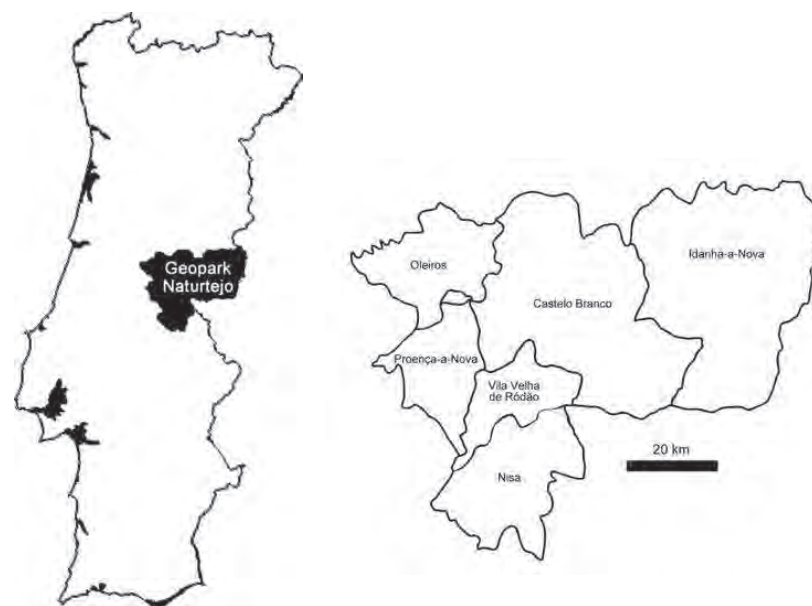 Geopark
Naturtejo
Oleiros
Idanha-a-Nova
Castelo Branco
Proença-a-Nova
Vila Velha
de Ródão
Nisa
20 km